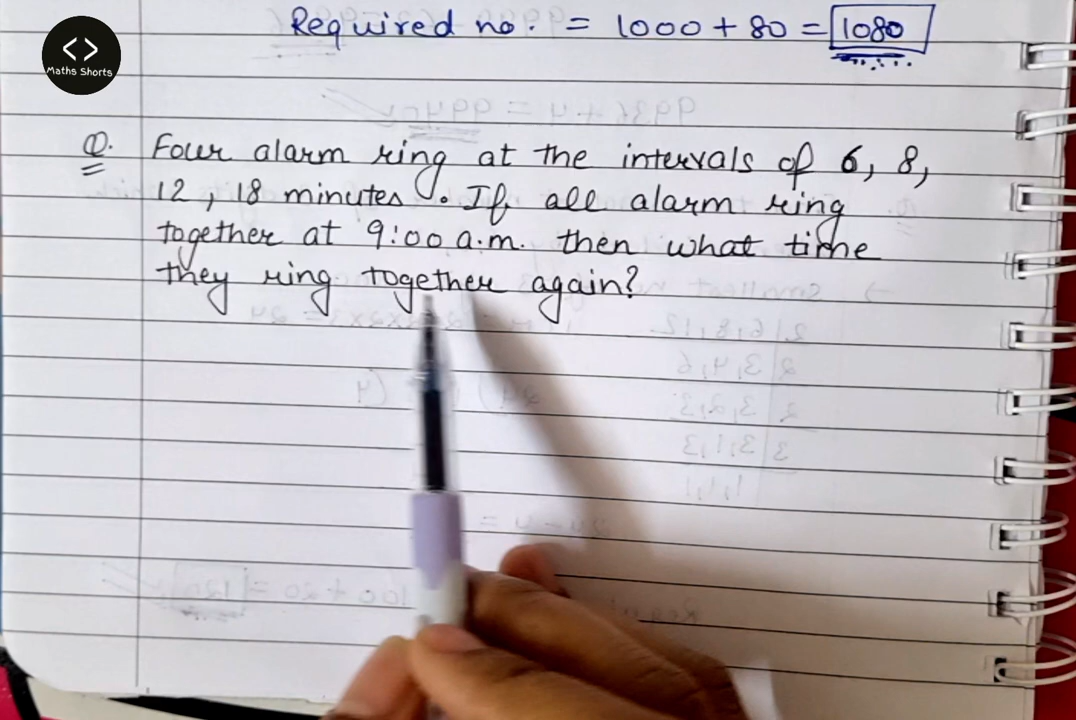 Required no. = 1000 + 80 = 1080
<> 
Maths Shorts
Q. Four alarm ring at the intervals of 6, 8,
12, 18 minutes. If all alarm ring
together at 9:00 a.m. then what time
they ring together again?